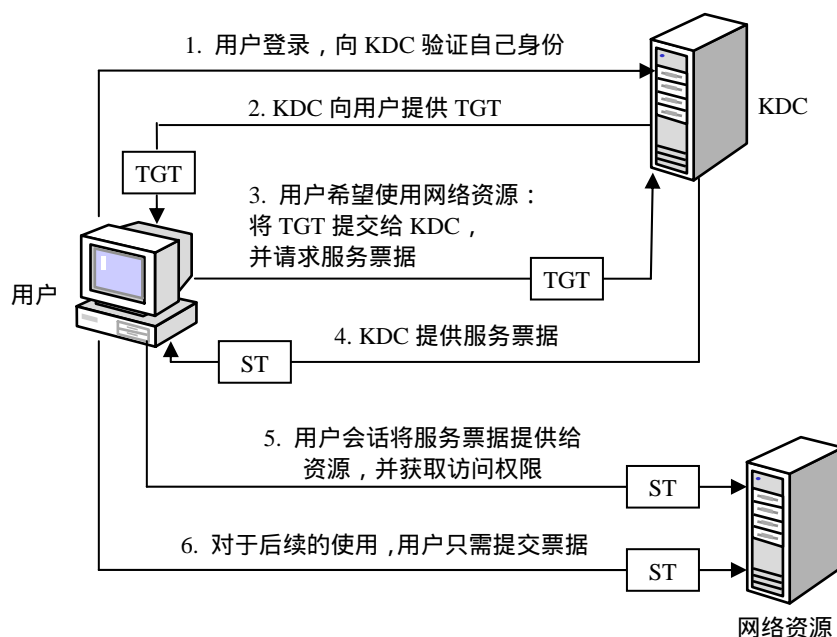 1. 用户登录，向 KDC 验证自己身份
2. KDC 向用户提供 TGT
KDC
TGT
3. 用户希望使用网络资源：
将 TGT 提交给 KDC，
并请求服务票据
TGT
用户
4. KDC 提供服务票据
ST
5. 用户会话将服务票据提供给
资源，并获取访问权限
ST
6. 对于后续的使用，用户只需提交票据
ST
网络资源